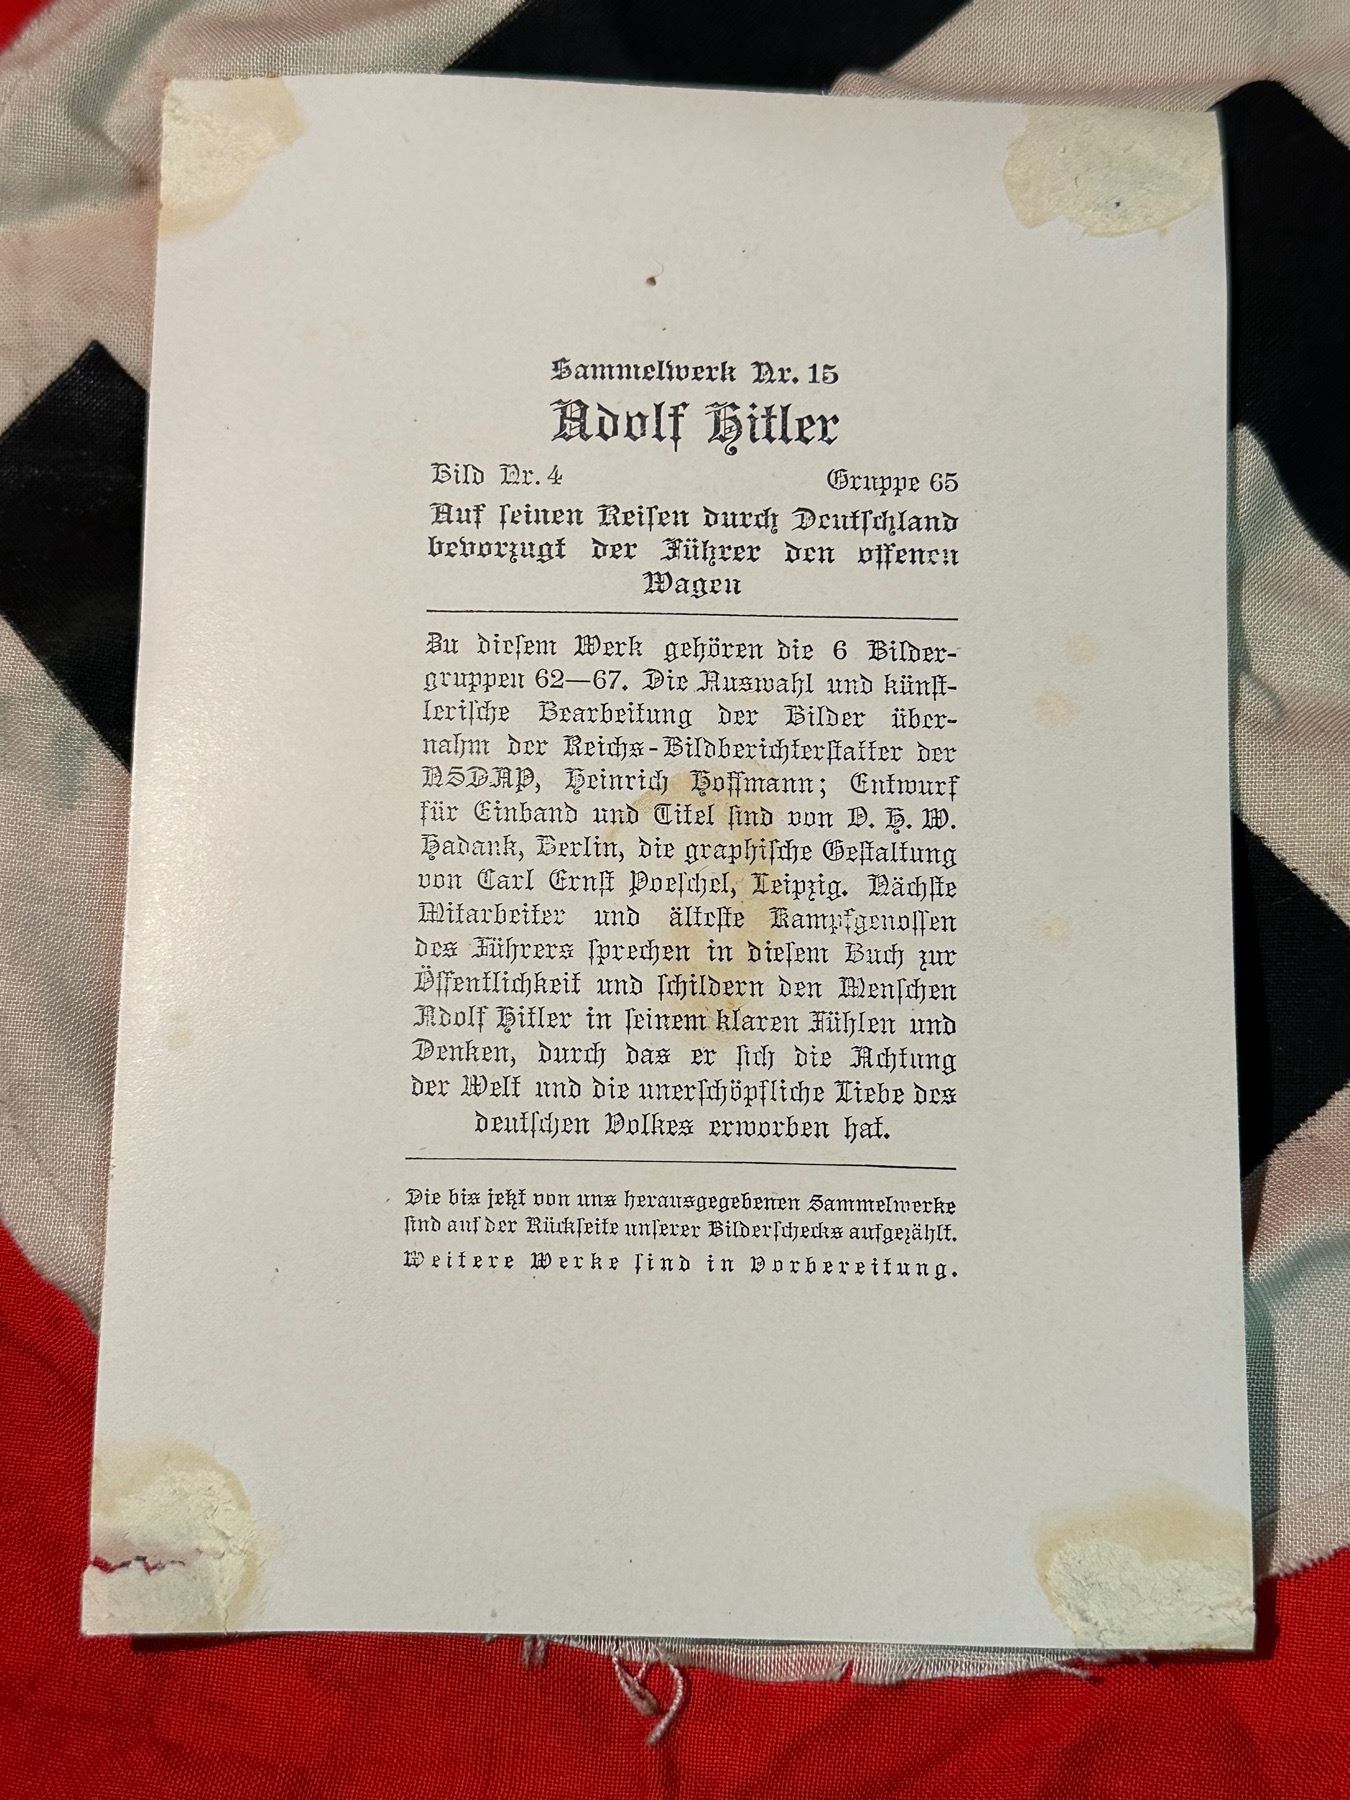 Sammelwerk Nr. 15
Adolf Hitler
Bild Nr. 4 Gruppe 65
Auf seinen Reisen durch Deutschland
bevorzugt der Führer den offenen
Wagen
Zu diesem Werk gehören die 6 Bilder-
gruppen 62—67. Die Auswahl und künst-
lerische Bearbeitung der Bilder über-
nahm der Reichs-Bildberichterstatter der
NSDAP, Heinrich Hoffmann; Entwurf
für Einband und Titel sind von O. H. W.
Hadank, Berlin, die graphische Gestaltung
von Carl Ernst Poeschel, Leipzig. Nächste
Mitarbeiter und älteste Kampfgenossen
des Führers sprechen in diesem Buch zur
Öffentlichkeit und schildern den Menschen
Adolf Hitler in seinem klaren Fühlen und
Denken, durch das er sich die Achtung
der Welt und die unerschöpfliche Liebe des
deutschen Volkes erworben hat.
Die bis jetzt von uns herausgegebenen Sammelwerke
sind auf der Rückseite unserer Bilderschecks aufgezählt.
Weitere Werke sind in Vorbereitung.